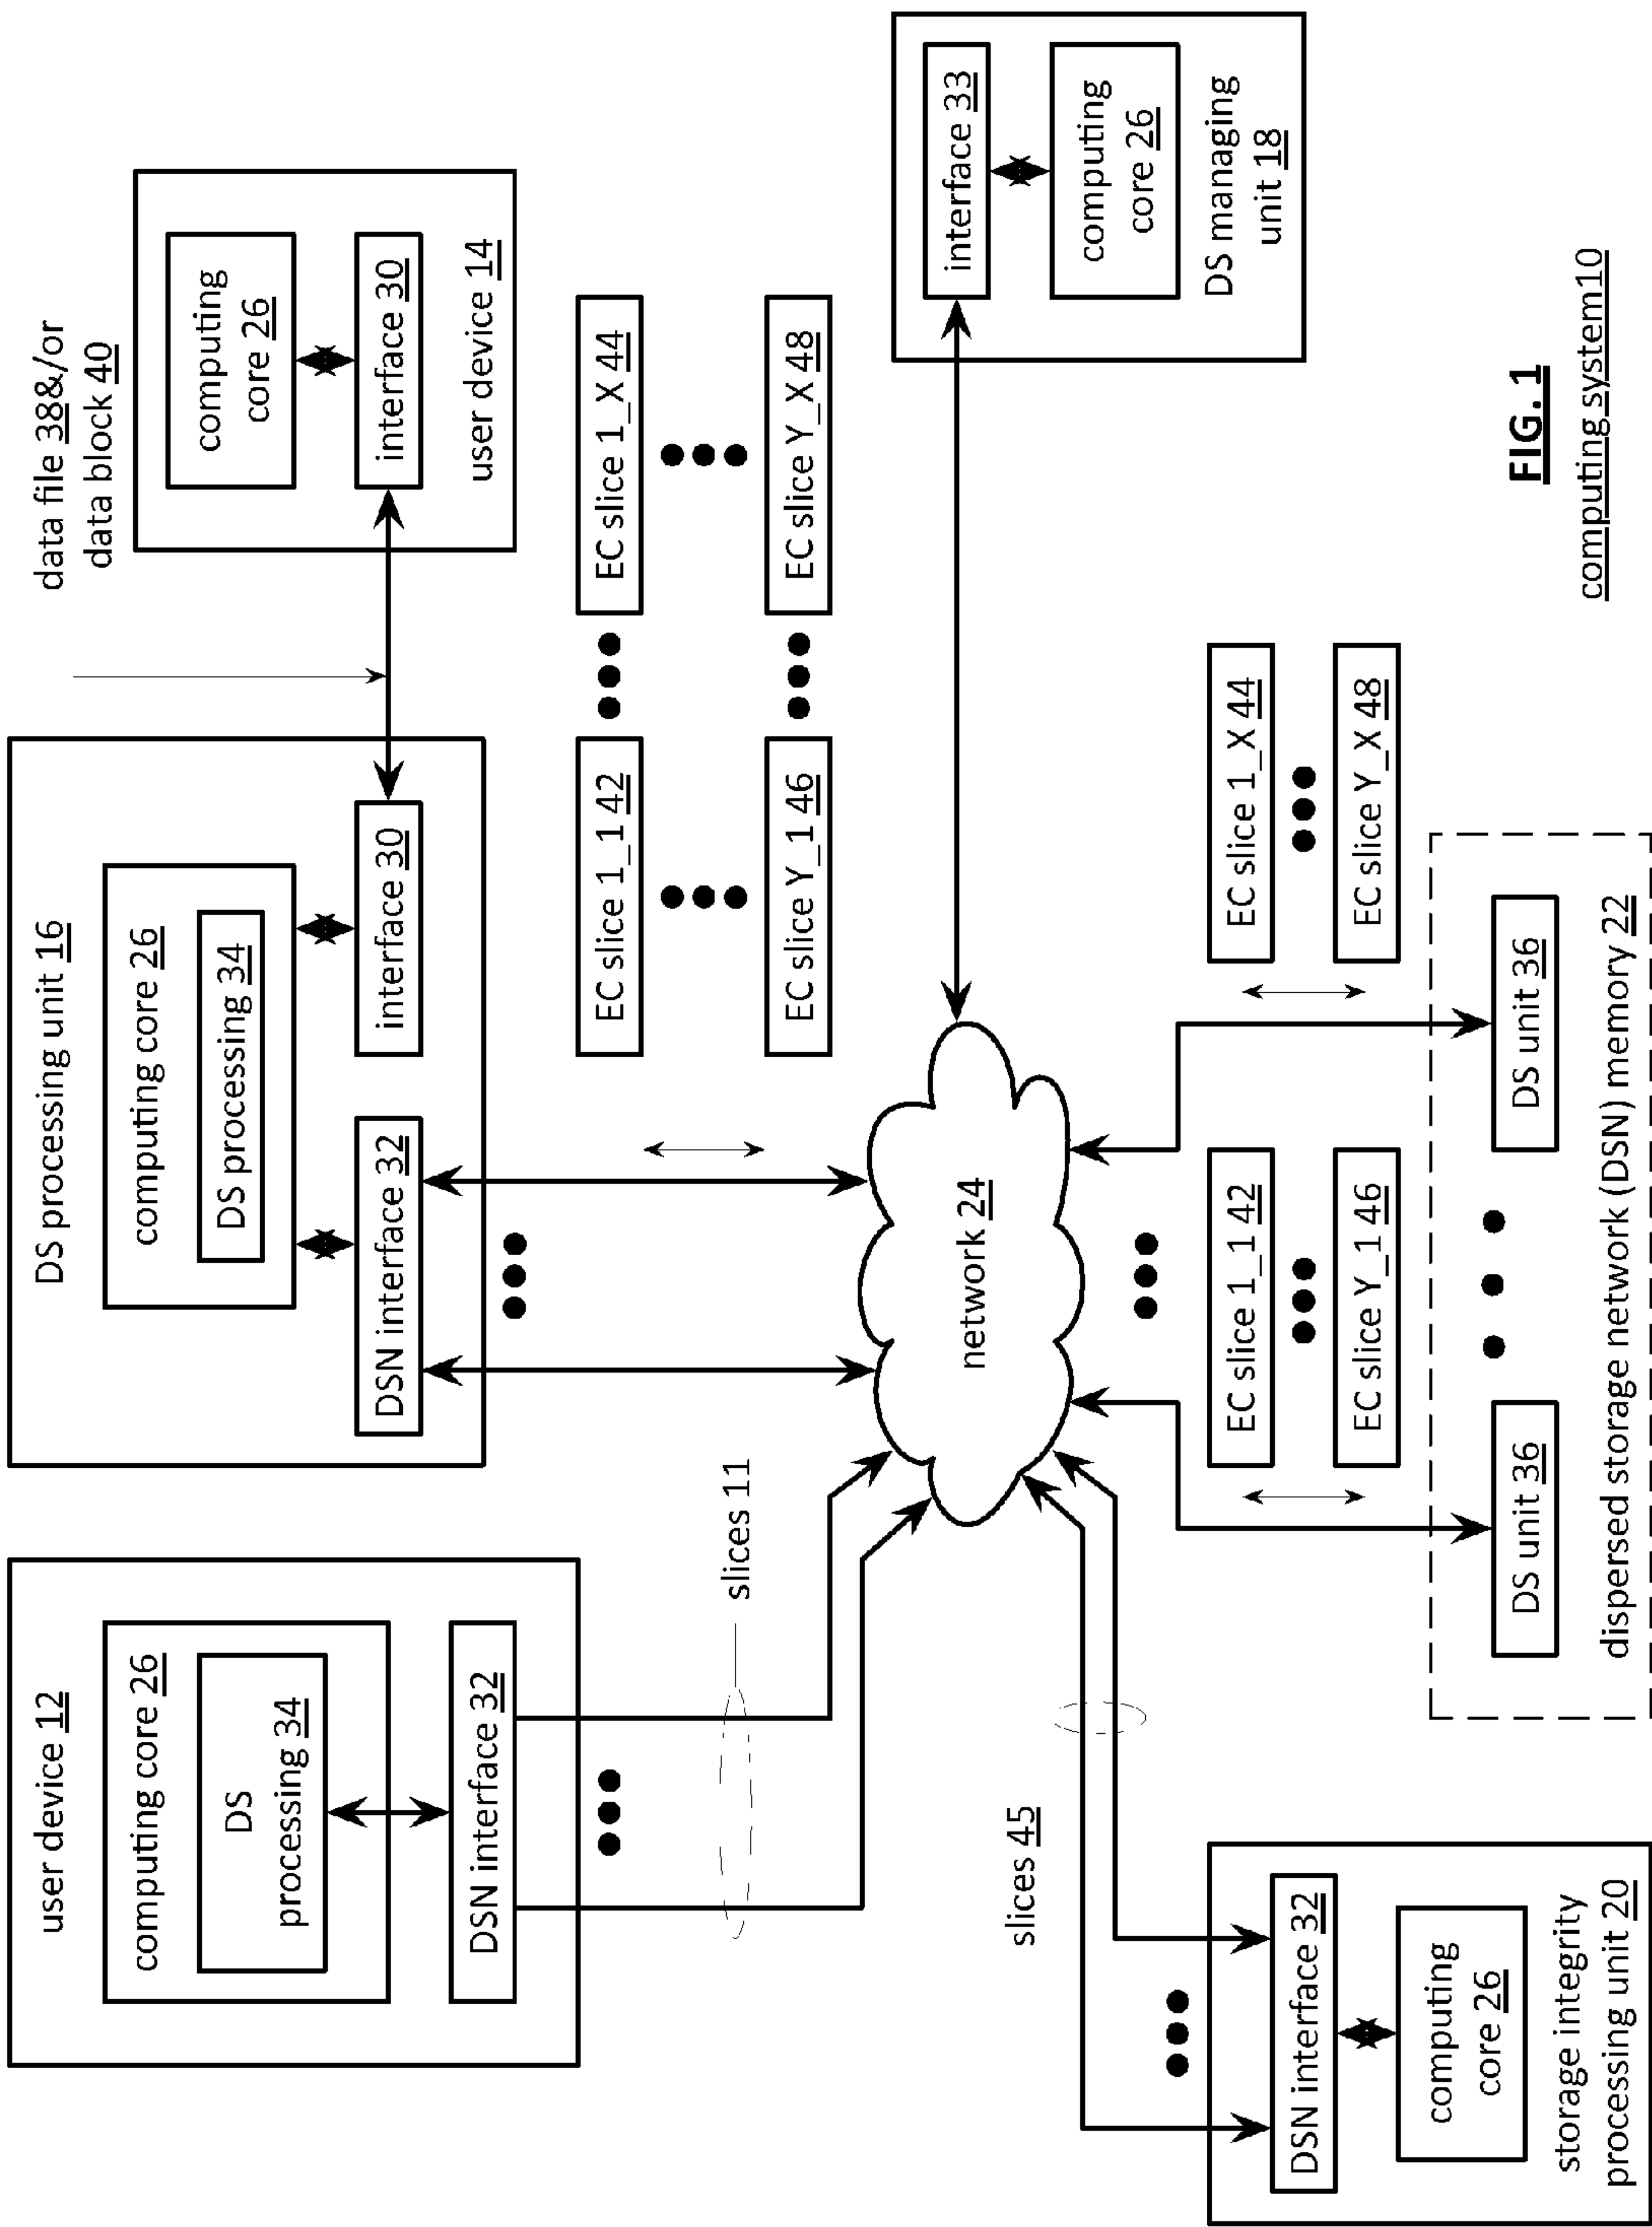 user device 12
computing core 26
DS
processing 34
DSN interface 32
DS processing unit 16
computing core 26
DS processing 34
DSN interface 32
interface 30
data file 38&/or
data block 40
computing
core 26
interface 30
user device 14
slices 11
EC slice 1_1 42
EC slice 1_X 44
EC slice Y_1 46
EC slice Y_X 48
network 24
interface 33
computing
core 26
DS managing
unit 18
slices 45
DSN interface 32
computing
core 26
storage integrity
processing unit 20
EC slice 1_1 42
EC slice Y_1 46
EC slice 1_X 44
EC slice Y_X 48
DS unit 36
DS unit 36
dispersed storage network (DSN) memory 22
FIG. 1
computing system10